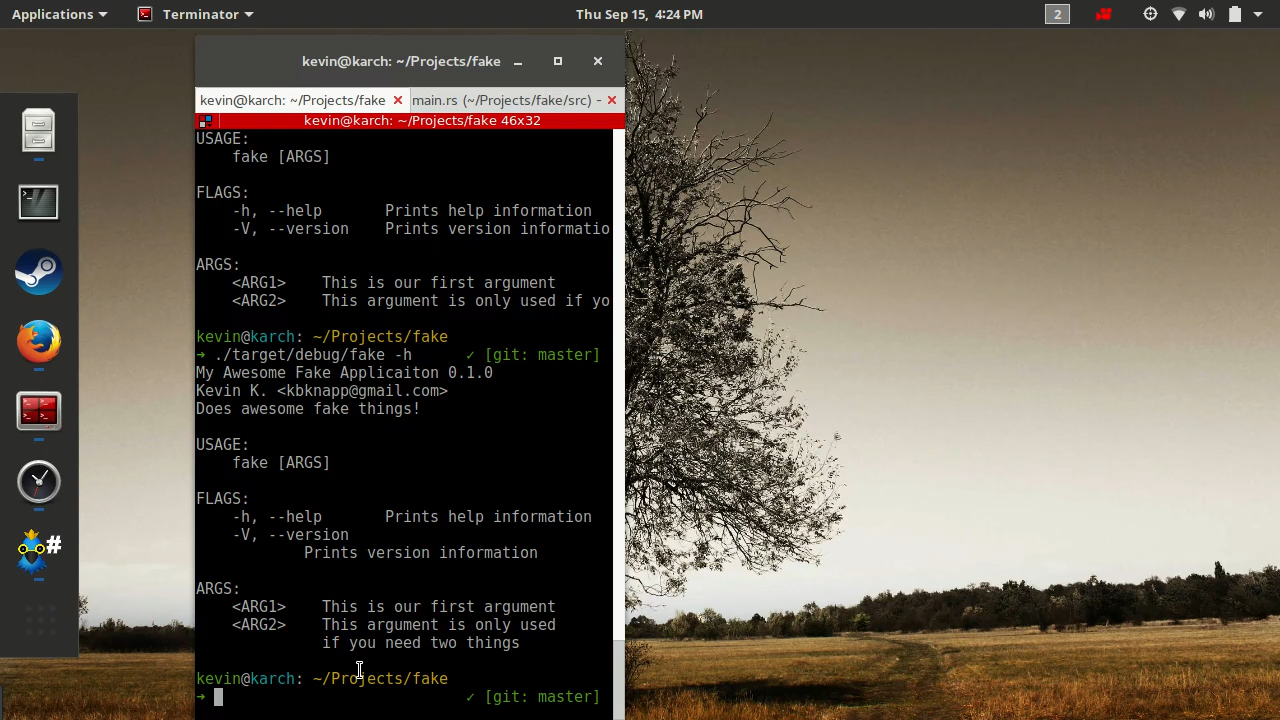 Applications Terminator Thu Sep 15, 4:24 PM 2
kevin@karch: ~/Projects/fake
kevin@karch: ~/Projects/fake main.rs (~/Projects/fake/src) -
kevin@karch: ~/Projects/fake 46x32
USAGE:
fake [ARGS]
FLAGS:
-h, --help Prints help information
-V, --version Prints version informatio
ARGS:
<ARG1> This is our first argument
<ARG2> This argument is only used if yo
kevin@karch: ~/Projects/fake
➜ ./target/debug/fake -h ✓ [git: master]
My Awesome Fake Applicaiton 0.1.0
Kevin K. <kbknapp@gmail.com>
Does awesome fake things!
USAGE:
fake [ARGS]
FLAGS:
-h, --help Prints help information
-V, --version
Prints version information
ARGS:
<ARG1> This is our first argument
<ARG2> This argument is only used
if you need two things
kevin@karch: ~/Projects/fake
➜ ✓ [git: master]
#